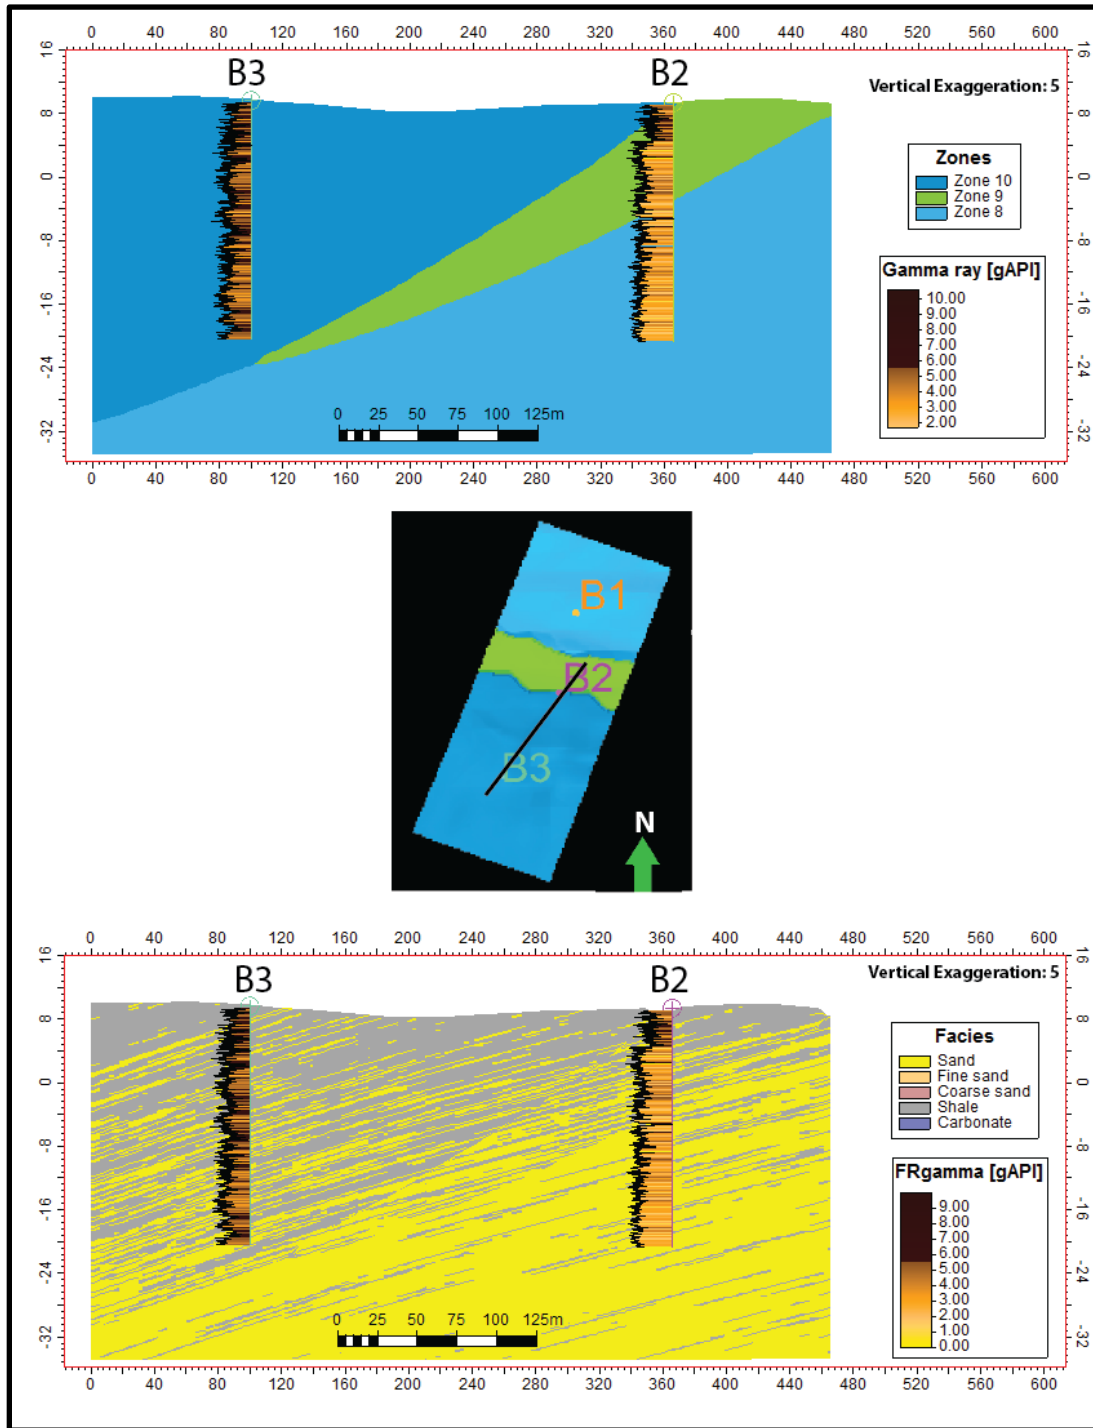 0 40 80 120 160 200 240 280 320 360 400 440 480 520 560 600
16 8 0 -8 -16 -24 -32
16 8 0 -8 -16 -24 -32
B3
B2
Vertical Exaggeration: 5
Zones
Zone 10
Zone 9
Zone 8
Gamma ray [gAPI]
10.00
9.00
8.00
7.00
6.00
5.00
4.00
3.00
2.00
0 25 50 75 100 125m
0 40 80 120 160 200 240 280 320 360 400 440 480 520 560 600
B1
B2
B3
N
0 40 80 120 160 200 240 280 320 360 400 440 480 520 560 600
16 8 0 -8 -16 -24 -32
16 8 0 -8 -16 -24 -32
B3
B2
Vertical Exaggeration: 5
Facies
Sand
Fine sand
Coarse sand
Shale
Carbonate
FRgamma [gAPI]
9.00
8.00
7.00
6.00
5.00
4.00
3.00
2.00
1.00
0.00
0 25 50 75 100 125m
0 40 80 120 160 200 240 280 320 360 400 440 480 520 560 600